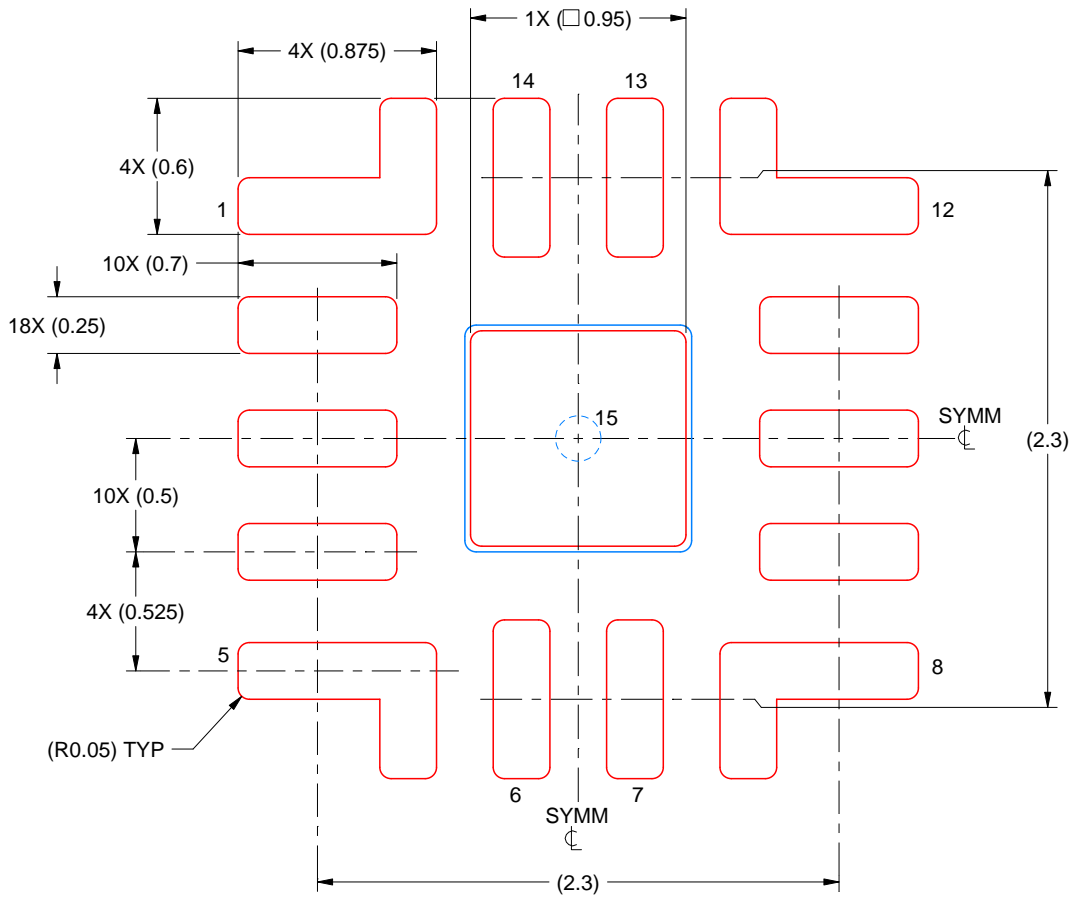 1X (□ 0.95)
4X (0.875)
14
13
4X (0.6)
1
12
10X (0.7)
18X (0.25)
15
SYMM
℄
(2.3)
10X (0.5)
4X (0.525)
5
8
(R0.05) TYP
6
7
SYMM
℄
(2.3)